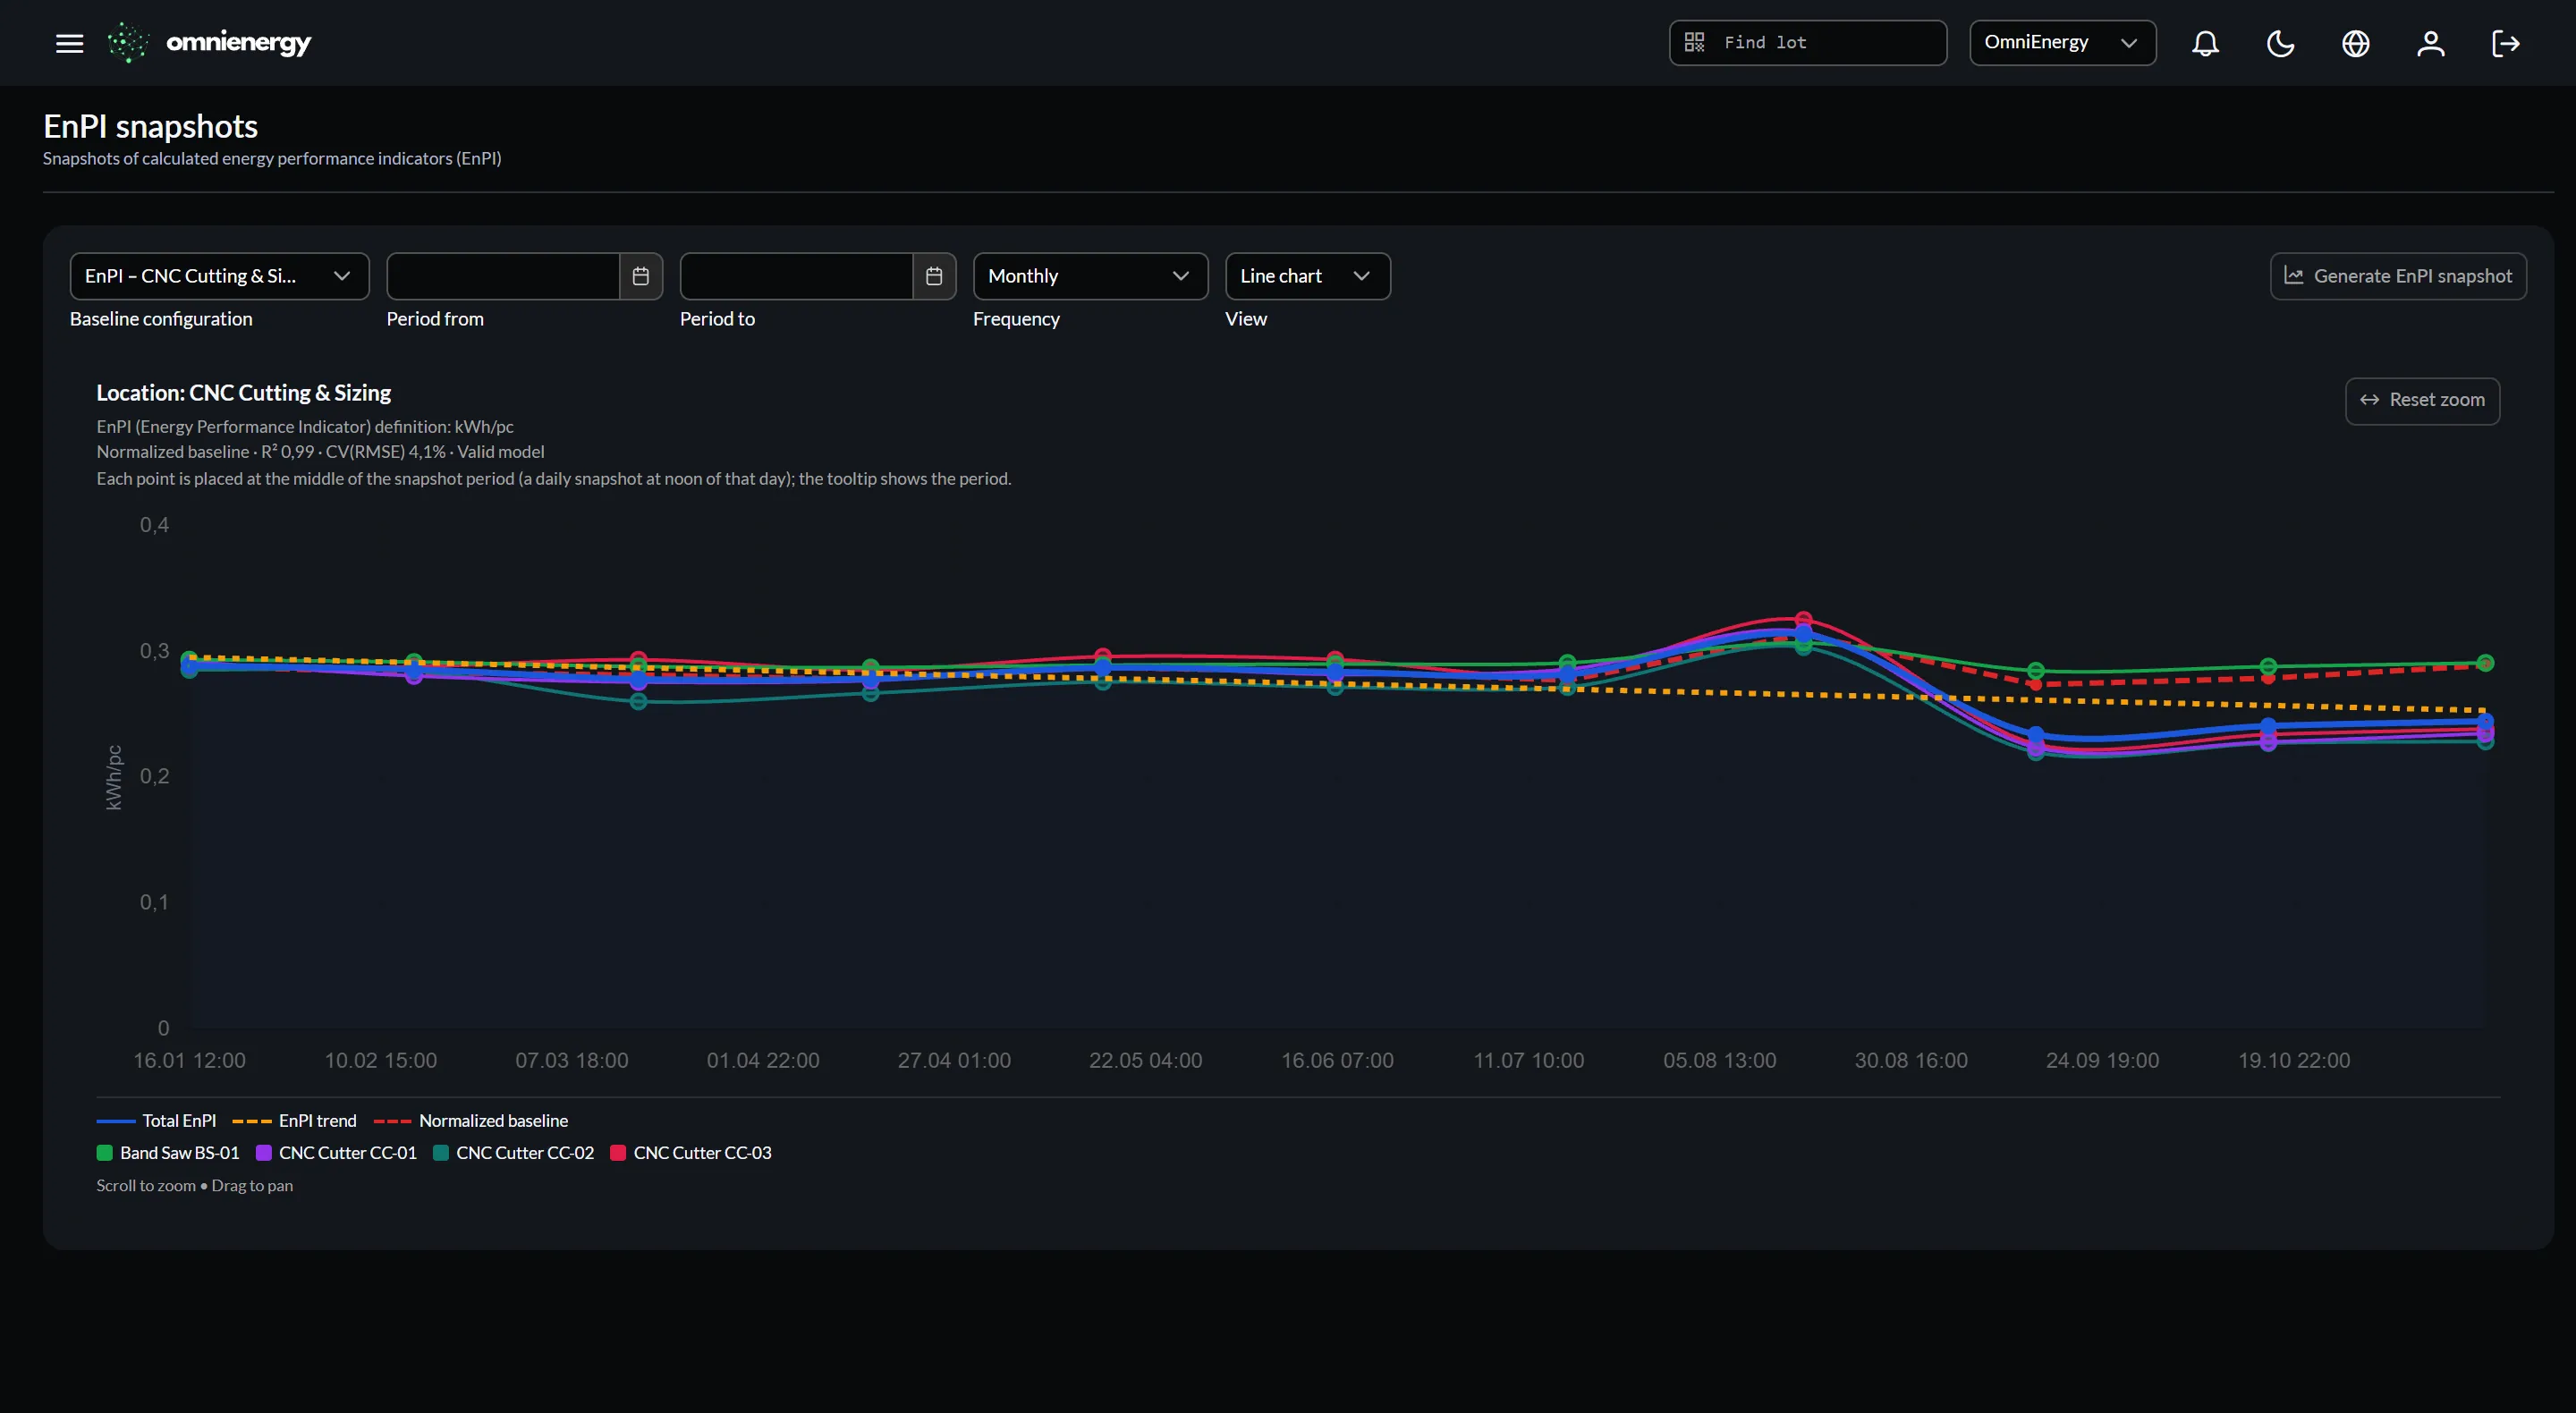 omnienergy
Find lot
OmniEnergy
EnPI snapshots
Snapshots of calculated energy performance indicators (EnPI)
EnPI – CNC Cutting & Si...
Monthly
Line chart
Generate EnPI snapshot
Baseline configuration
Period from
Period to
Frequency
View
Location: CNC Cutting & Sizing
Reset zoom
EnPI (Energy Performance Indicator) definition: kWh/pc
Normalized baseline · R² 0,99 · CV(RMSE) 4,1% · Valid model
Each point is placed at the middle of the snapshot period (a daily snapshot at noon of that day); the tooltip shows the period.
0,4
0,3
0,2
0,1
0
kWh/pc
16.01 12:00
10.02 15:00
07.03 18:00
01.04 22:00
27.04 01:00
22.05 04:00
16.06 07:00
11.07 10:00
05.08 13:00
30.08 16:00
24.09 19:00
19.10 22:00
Total EnPI
EnPI trend
Normalized baseline
Band Saw BS-01
CNC Cutter CC-01
CNC Cutter CC-02
CNC Cutter CC-03
Scroll to zoom • Drag to pan